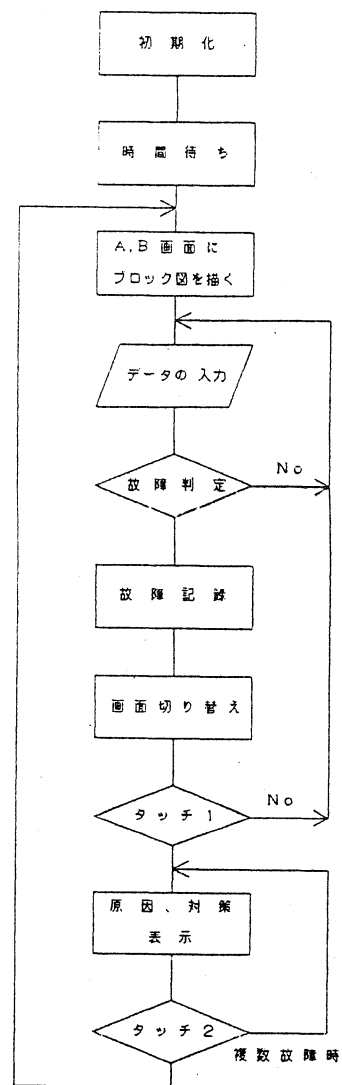 初期化
時間待ち
A,B画面に
ブロック図を描く
データの入力
故障判定
No
故障記録
画面切り替え
タッチ1
No
原因、対策
表示
タッチ2
複数故障時